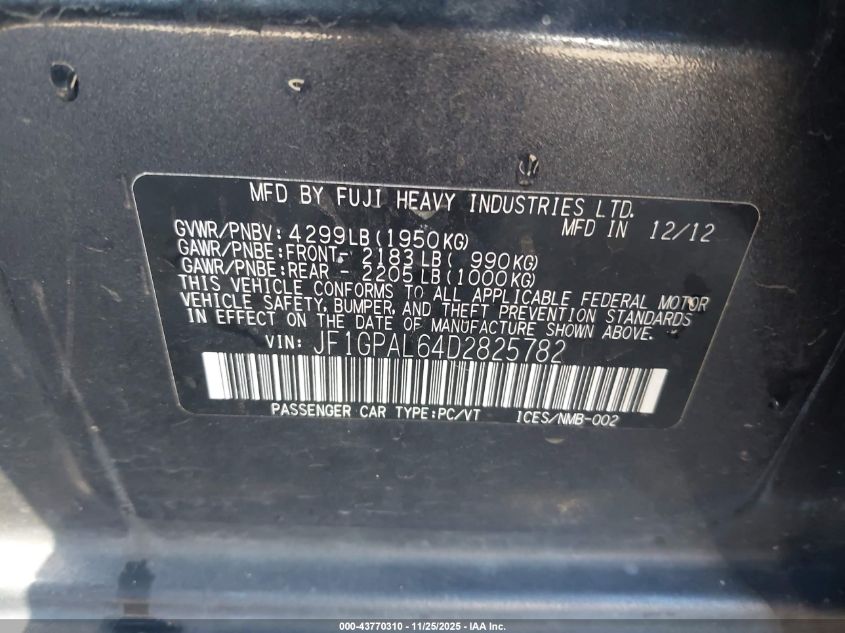 MFD BY FUJI HEAVY INDUSTRIES LTD.
GVWR/PNBV: 4299LB(1950KG) MFD IN 12/12
GAWR/PNBE:FRONT- 2183LB( 990KG)
GAWR/PNBE:REAR - 2205LB(1000KG)
THIS VEHICLE CONFORMS TO ALL APPLICABLE FEDERAL MOTOR
VEHICLE SAFETY, BUMPER, AND THEFT PREVENTION STANDARDS
IN EFFECT ON THE DATE OF MANUFACTURE SHOWN ABOVE.
VIN: JF1GPAL64D2825782
PASSENGER CAR TYPE:PC/VT ICES/NMB-002
000-43770310 - 11/25/2025 - IAA Inc.